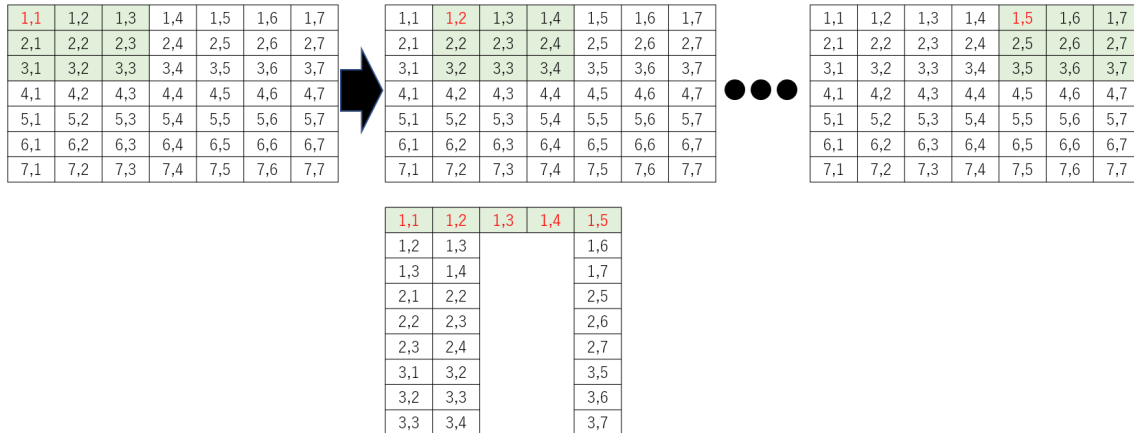 1,1 1,2 1,3 1,4 1,5 1,6 1,7
2,1 2,2 2,3 2,4 2,5 2,6 2,7
3,1 3,2 3,3 3,4 3,5 3,6 3,7
4,1 4,2 4,3 4,4 4,5 4,6 4,7
5,1 5,2 5,3 5,4 5,5 5,6 5,7
6,1 6,2 6,3 6,4 6,5 6,6 6,7
7,1 7,2 7,3 7,4 7,5 7,6 7,7
1,1 1,2 1,3 1,4 1,5 1,6 1,7
2,1 2,2 2,3 2,4 2,5 2,6 2,7
3,1 3,2 3,3 3,4 3,5 3,6 3,7
4,1 4,2 4,3 4,4 4,5 4,6 4,7
5,1 5,2 5,3 5,4 5,5 5,6 5,7
6,1 6,2 6,3 6,4 6,5 6,6 6,7
7,1 7,2 7,3 7,4 7,5 7,6 7,7
1,1 1,2 1,3 1,4 1,5 1,6 1,7
2,1 2,2 2,3 2,4 2,5 2,6 2,7
3,1 3,2 3,3 3,4 3,5 3,6 3,7
4,1 4,2 4,3 4,4 4,5 4,6 4,7
5,1 5,2 5,3 5,4 5,5 5,6 5,7
6,1 6,2 6,3 6,4 6,5 6,6 6,7
7,1 7,2 7,3 7,4 7,5 7,6 7,7
1,1 1,2 1,3 1,4 1,5
1,2 1,3 1,6
1,3 1,4 1,7
2,1 2,2 2,5
2,2 2,3 2,6
2,3 2,4 2,7
3,1 3,2 3,5
3,2 3,3 3,6
3,3 3,4 3,7